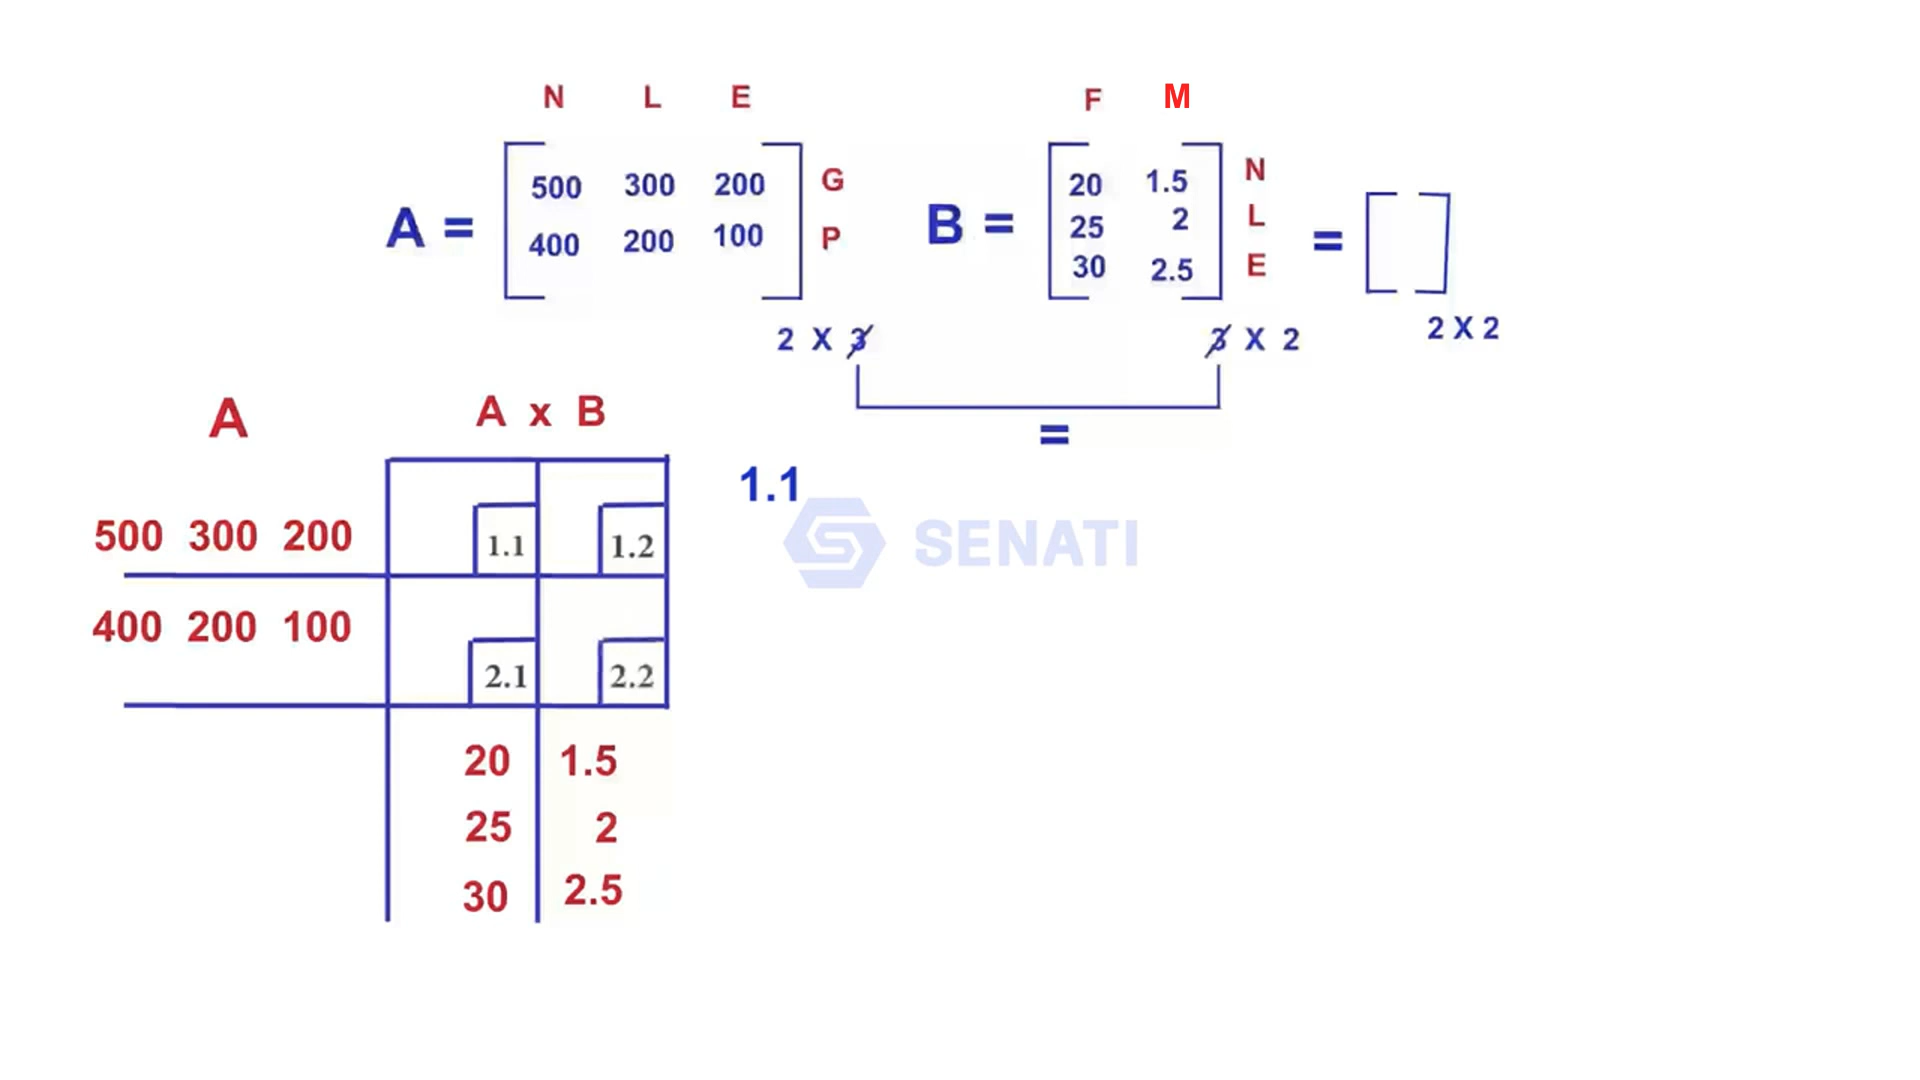 N L E
F M
A = 500 300 200 G
400 200 100 P
B = 20 1.5 N
25 2 L
30 2.5 E
= [ ]
2 X 3
3 X 2
2 X 2
=
A
A x B
1.1
500 300 200
1.1 1.2
400 200 100
2.1 2.2
20 1.5
25 2
30 2.5
SENATI